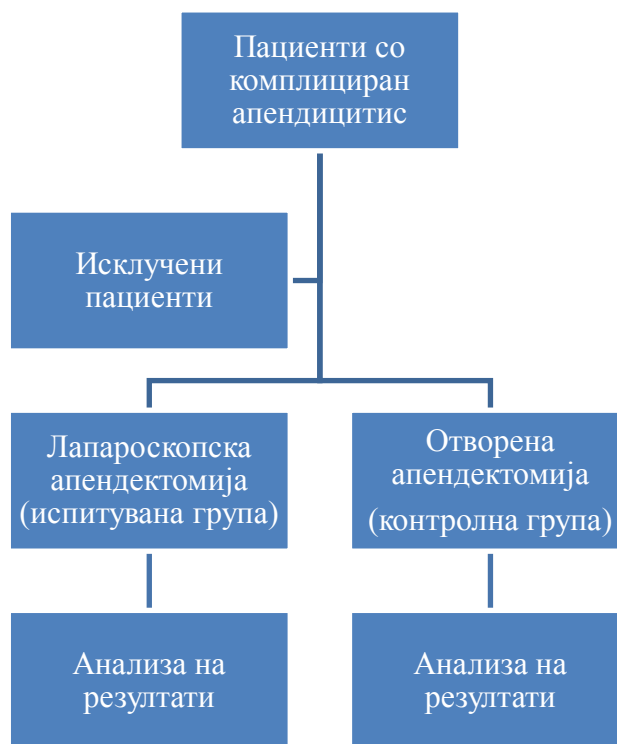 Пациенти со
комплициран
апендицитис
Исклучени
пациенти
Лапароскопска
апендектомија
(испитувана група)
Отворена
апендектомија
(контролна група)
Анализа на
резултати
Анализа на
резултати